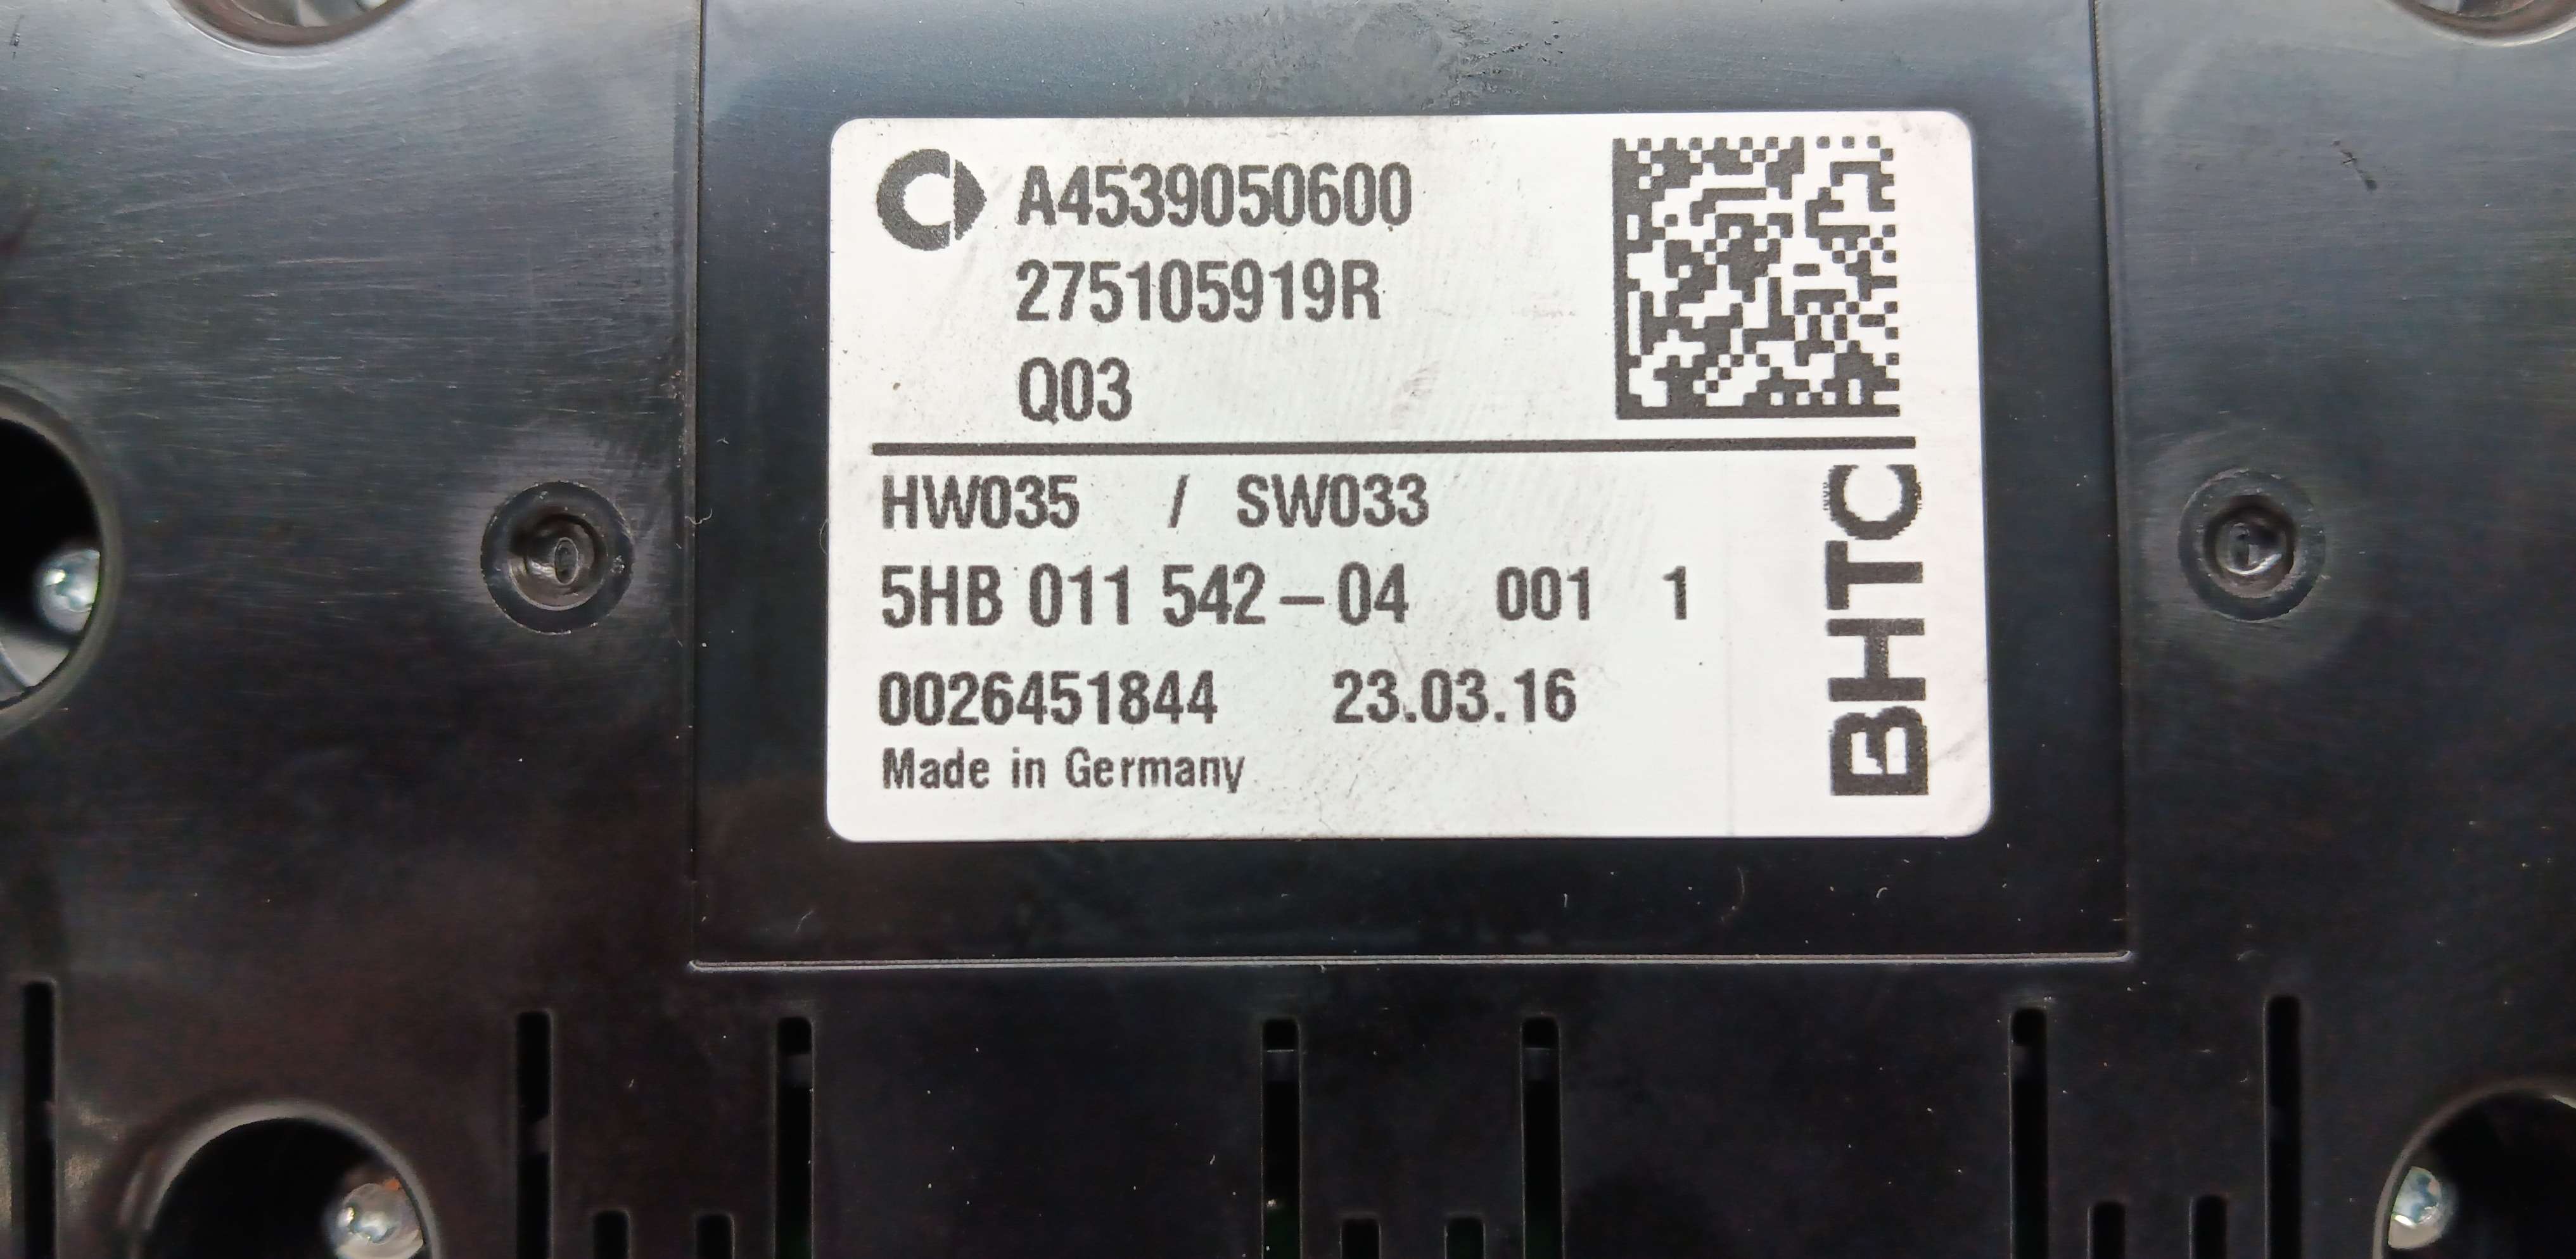 A4539050600
275105919R
Q03
HW035 / SW033
5HB 011 542-04 001 1
0026451844 23.03.16
Made in Germany
BHTC